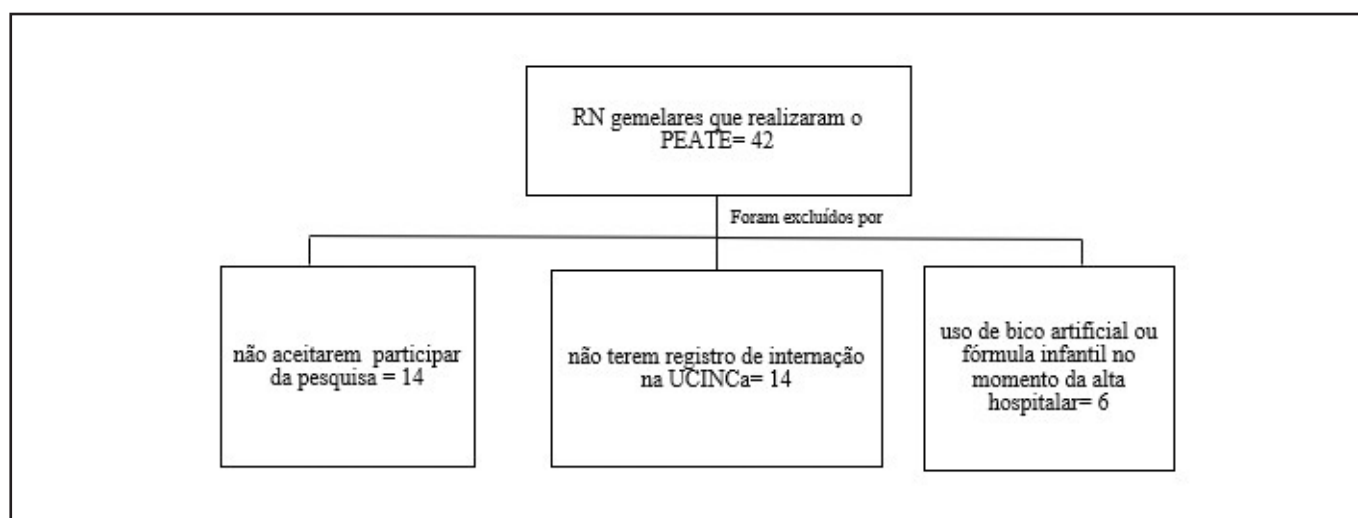 RN gemelares que realizaram o
PEATE= 42
Foram excluídos por
não aceitarem participar
da pesquisa = 14
não terem registro de internação
na UCINCa= 14
uso de bico artificial ou
fórmula infantil no
momento da alta
hospitalar= 6